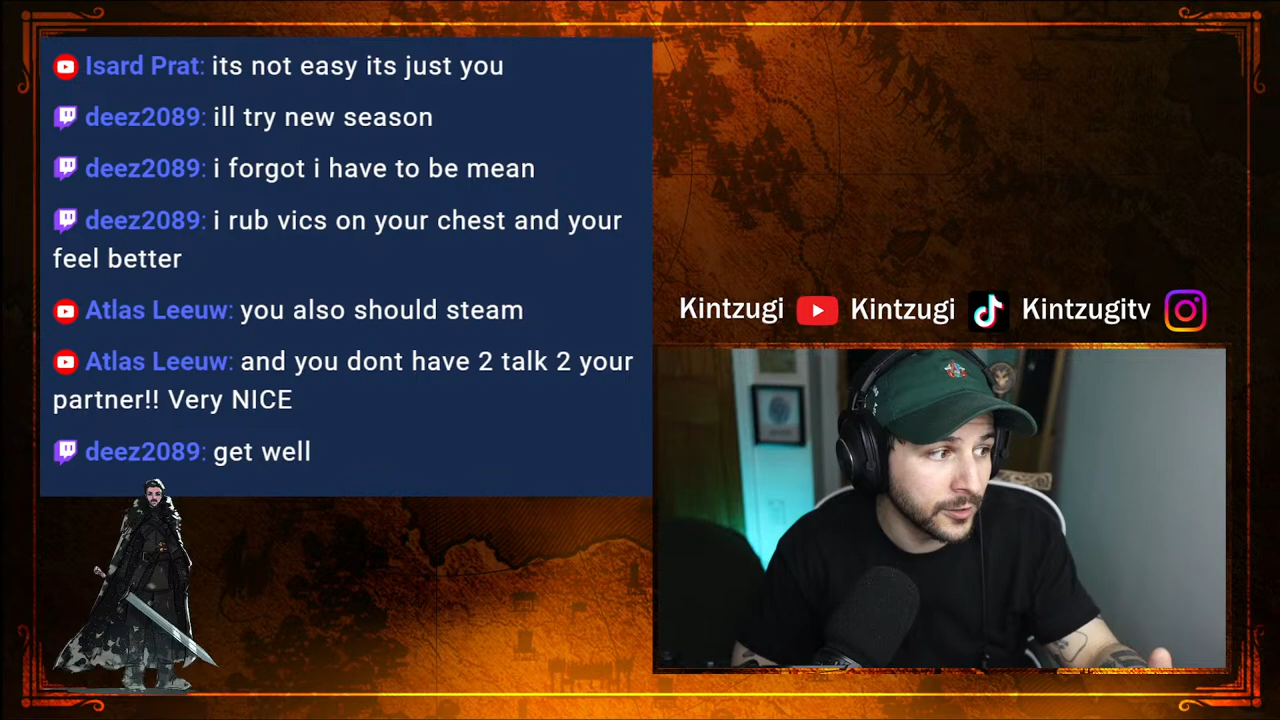 Isard Prat: its not easy its just you
deez2089: ill try new season
deez2089: i forgot i have to be mean
deez2089: i rub vics on your chest and your
feel better
Atlas Leeuw: you also should steam
Atlas Leeuw: and you dont have 2 talk 2 your
partner!! Very NICE
deez2089: get well
Kintzugi Kintzugi Kintzugitv